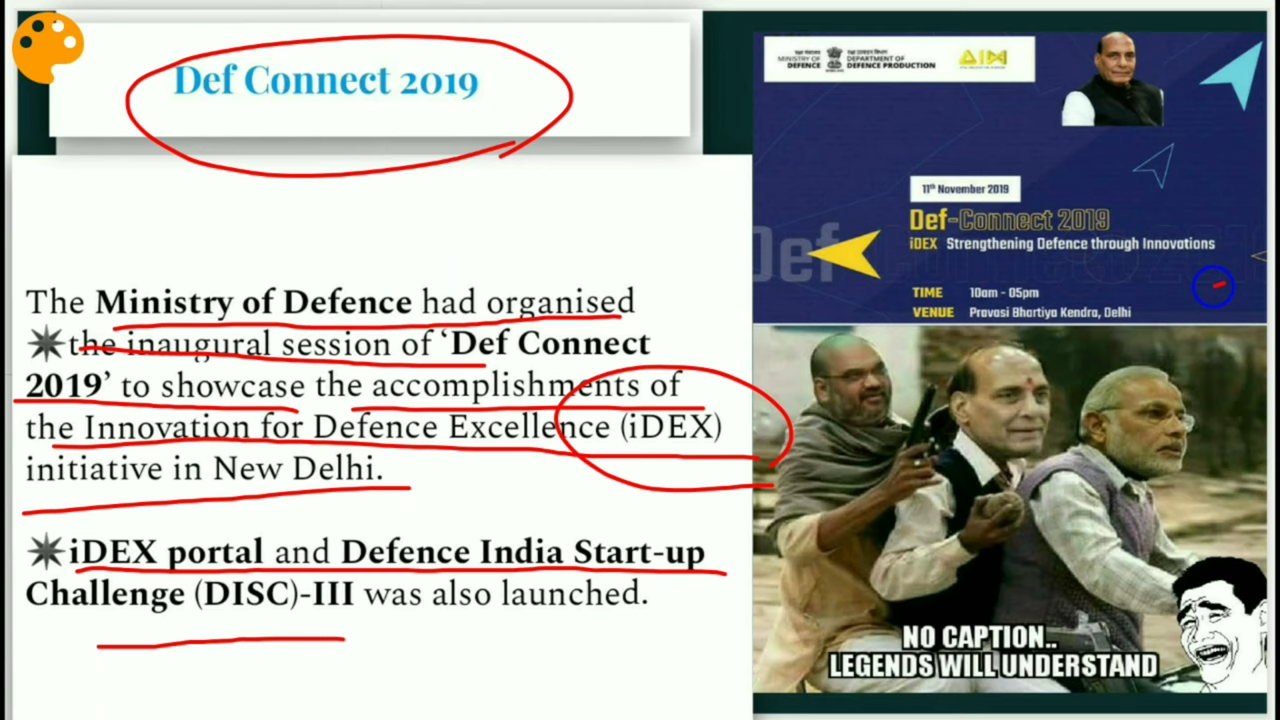 Def Connect 2019
The Ministry of Defence had organised
the inaugural session of ‘Def Connect
2019’ to showcase the accomplishments of
the Innovation for Defence Excellence (iDEX)
initiative in New Delhi.
iDEX portal and Defence India Start-up
Challenge (DISC)-III was also launched.
MINISTRY OF
DEFENCE
DEPARTMENT OF
DEFENCE PRODUCTION
AIM
11th November 2019
Def-Connect 2019
iDEX Strengthening Defence through Innovations
TIME 10am - 05pm
VENUE Pravasi Bhartiya Kendra, Delhi
NO CAPTION..
LEGENDS WILL UNDERSTAND